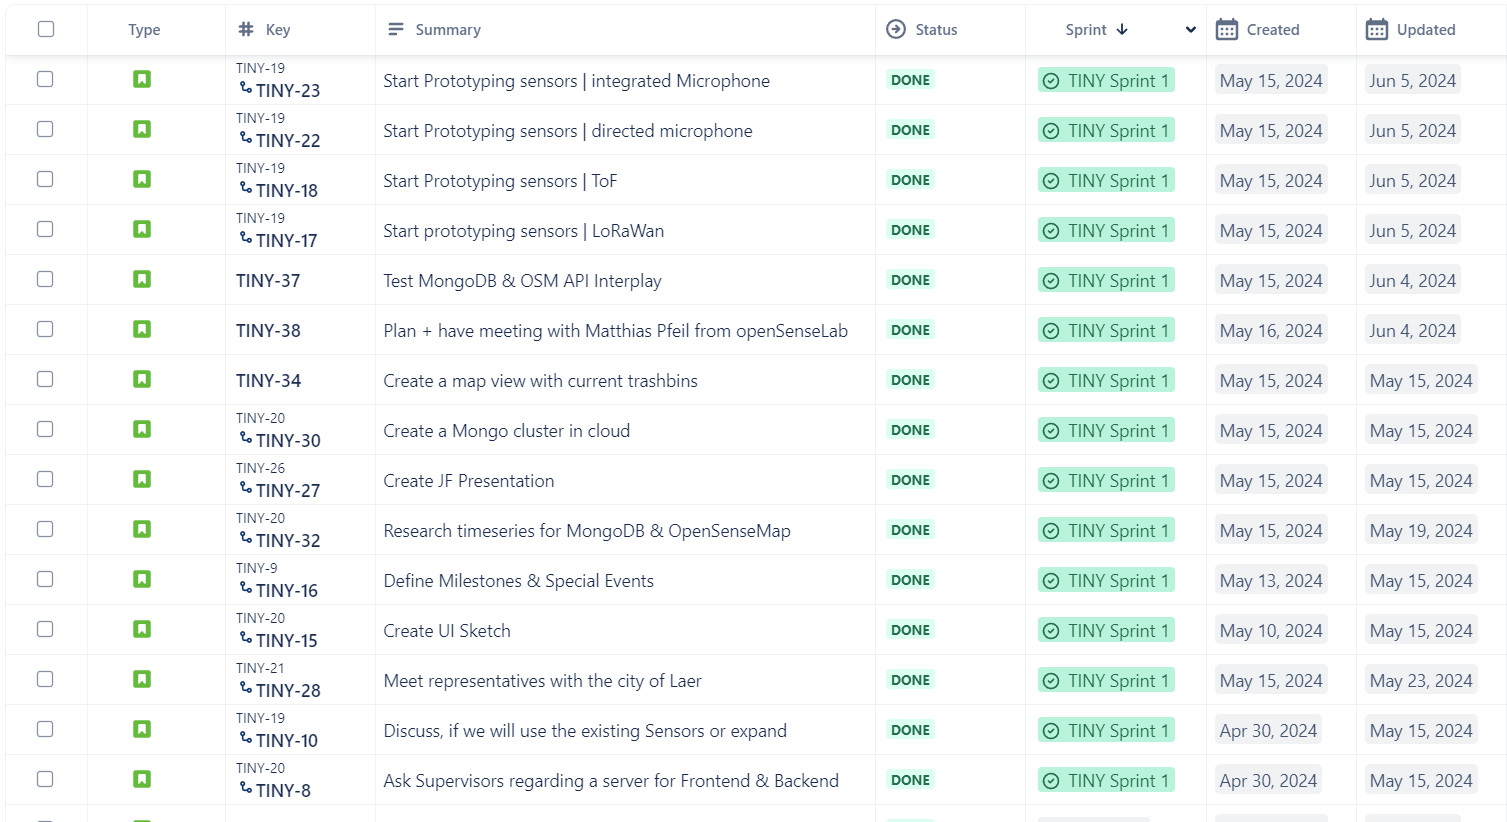 Type Key Summary Status Sprint Created Updated
TINY-19
TINY-23 Start Prototyping sensors | integrated Microphone DONE TINY Sprint 1 May 15, 2024 Jun 5, 2024
TINY-19
TINY-22 Start Prototyping sensors | directed microphone DONE TINY Sprint 1 May 15, 2024 Jun 5, 2024
TINY-19
TINY-18 Start Prototyping sensors | ToF DONE TINY Sprint 1 May 15, 2024 Jun 5, 2024
TINY-19
TINY-17 Start prototyping sensors | LoRaWan DONE TINY Sprint 1 May 15, 2024 Jun 5, 2024
TINY-37 Test MongoDB & OSM API Interplay DONE TINY Sprint 1 May 15, 2024 Jun 4, 2024
TINY-38 Plan + have meeting with Matthias Pfeil from openSenseLab DONE TINY Sprint 1 May 16, 2024 Jun 4, 2024
TINY-34 Create a map view with current trashbins DONE TINY Sprint 1 May 15, 2024 May 15, 2024
TINY-20
TINY-30 Create a Mongo cluster in cloud DONE TINY Sprint 1 May 15, 2024 May 15, 2024
TINY-26
TINY-27 Create JF Presentation DONE TINY Sprint 1 May 15, 2024 May 15, 2024
TINY-20
TINY-32 Research timeseries for MongoDB & OpenSenseMap DONE TINY Sprint 1 May 15, 2024 May 19, 2024
TINY-9
TINY-16 Define Milestones & Special Events DONE TINY Sprint 1 May 13, 2024 May 15, 2024
TINY-20
TINY-15 Create UI Sketch DONE TINY Sprint 1 May 10, 2024 May 15, 2024
TINY-21
TINY-28 Meet representatives with the city of Laer DONE TINY Sprint 1 May 15, 2024 May 23, 2024
TINY-19
TINY-10 Discuss, if we will use the existing Sensors or expand DONE TINY Sprint 1 Apr 30, 2024 May 15, 2024
TINY-20
TINY-8 Ask Supervisors regarding a server for Frontend & Backend DONE TINY Sprint 1 Apr 30, 2024 May 15, 2024